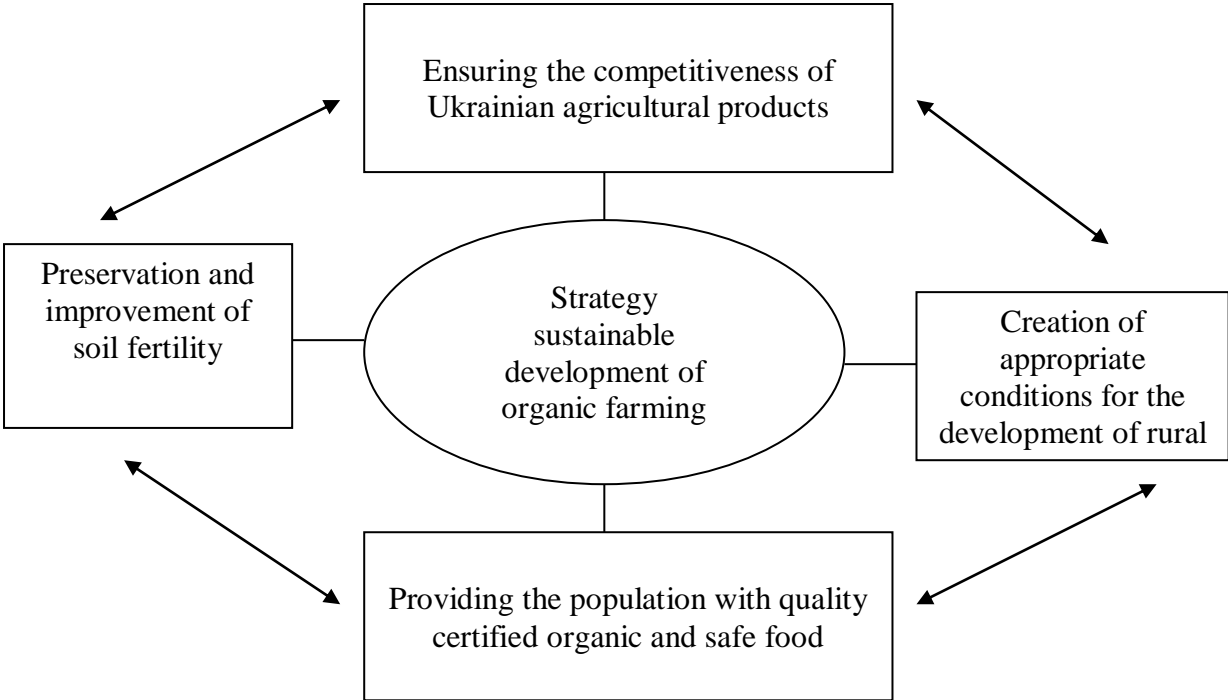 Ensuring the competitiveness of
Ukrainian agricultural products
Preservation and
improvement of
soil fertility
Strategy
sustainable
development of
organic farming
Creation of
appropriate
conditions for the
development of rural
Providing the population with quality
certified organic and safe food